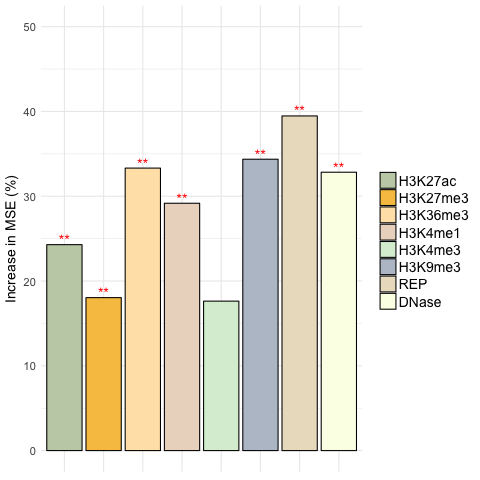 50
40
30
20
10
0
Increase in MSE (%)
**
**
**
**
**
**
**
H3K27ac
H3K27me3
H3K36me3
H3K4me1
H3K4me3
H3K9me3
REP
DNase